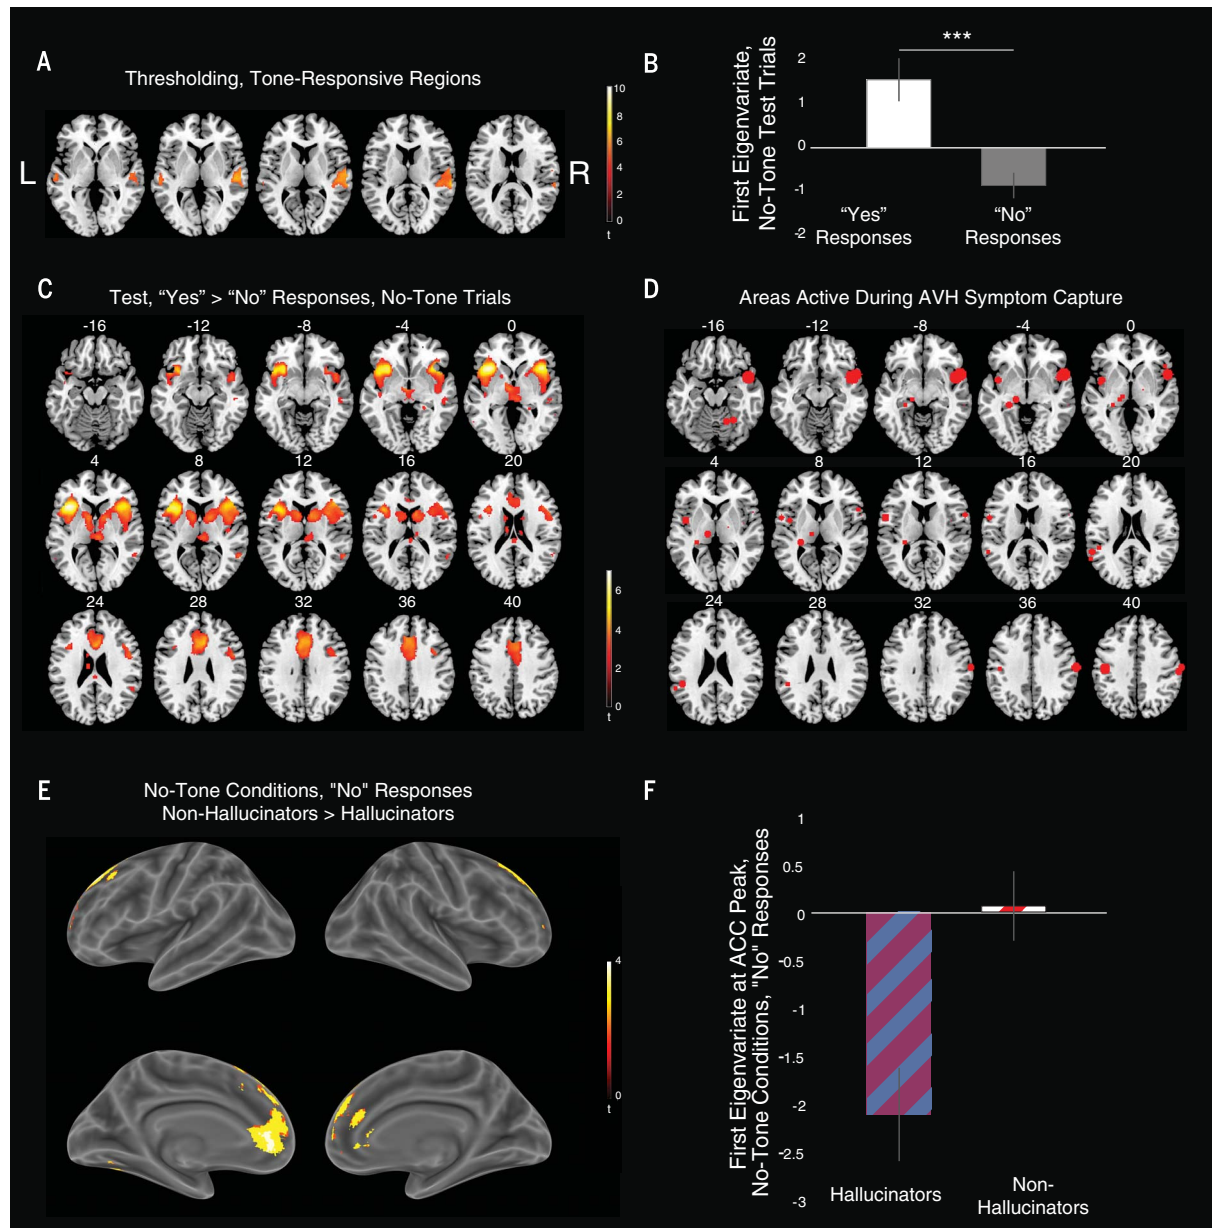 A
Thresholding, Tone-Responsive Regions
L
R
10
8
6
4
2
0
t
B
First Eigenvariate,
No-Tone Test Trials
***
2
1
0
-1
-2
“Yes”
Responses
“No”
Responses
C
Test, “Yes” > “No” Responses, No-Tone Trials
-16 -12 -8 -4 0
4 8 12 16 20
24 28 32 36 40
6
4
2
0
t
D
Areas Active During AVH Symptom Capture
-16 -12 -8 -4 0
4 8 12 16 20
24 28 32 36 40
E
No-Tone Conditions, "No" Responses
Non-Hallucinators > Hallucinators
4
0
t
F
First Eigenvariate at ACC Peak,
No-Tone Conditions, "No" Responses
1
0.5
0
-0.5
-1
-1.5
-2
-2.5
-3
Hallucinators
Non-
Hallucinators